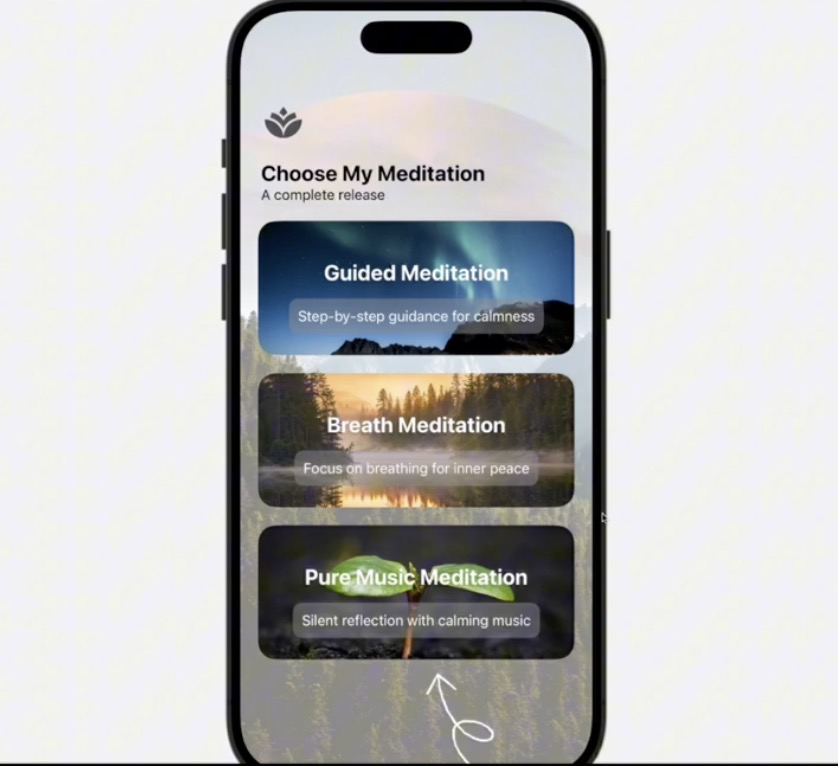 Choose My Meditation
A complete release
Guided Meditation
Step-by-step guidance for calmness
Breath Meditation
Focus on breathing for inner peace
Pure Music Meditation
Silent reflection with calming music